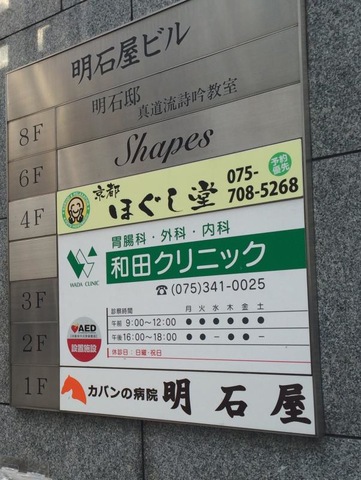 明石屋ビル
8F 明石邸 真道流詩吟教室
6F Shapes
4F 京都 ほぐし堂 075-708-5268 予約優先
胃腸科・外科・内科
WADA CLINIC 和田クリニック
☎(075)341-0025
3F 診察時間 月 火 水 木 金 土
午前 9:00〜12:00 ● ● ● ● ● ●
2F AED 設置施設 午後 16:00〜18:00 ● ● − ● ● −
休診日:日曜・祝日
1F カバンの病院 明石屋